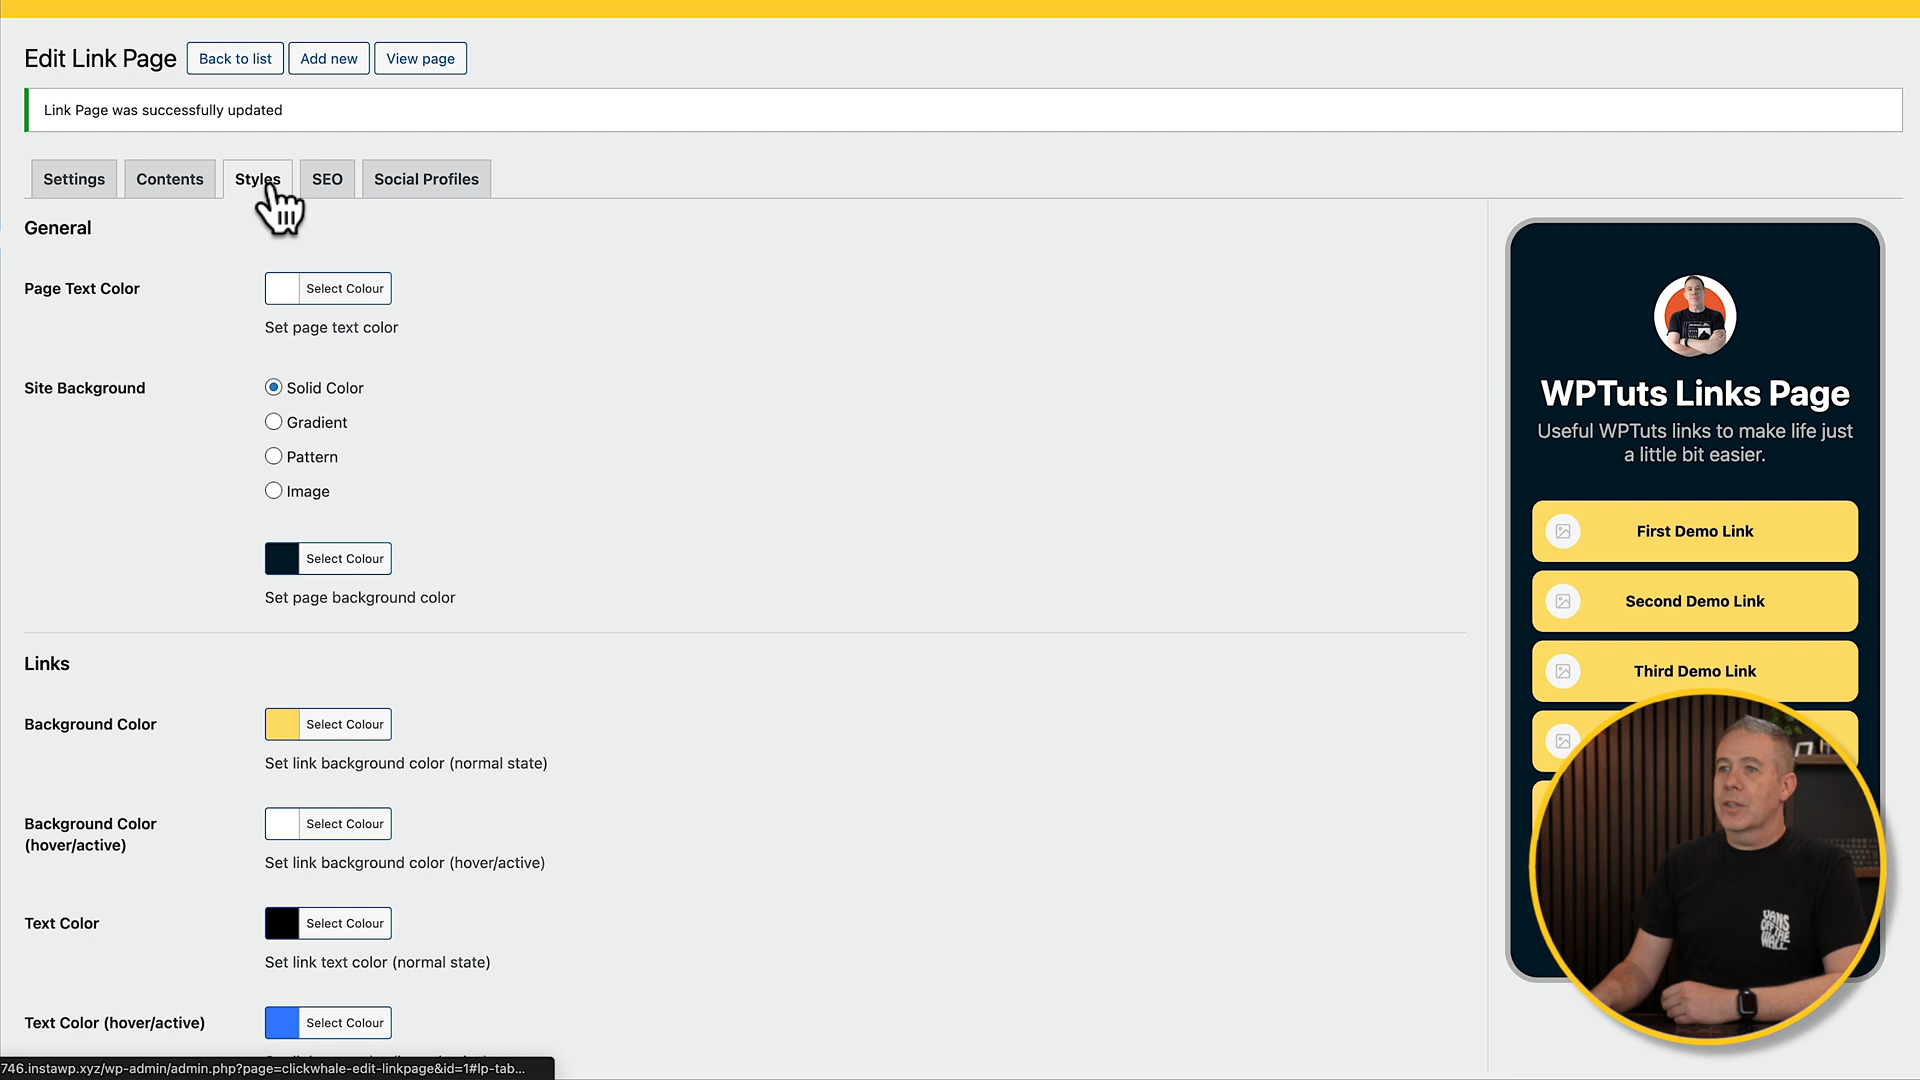 Edit Link Page
Back to list
Add new
View page
Link Page was successfully updated
Settings
Contents
Styles
SEO
Social Profiles
General
Page Text Color
Select Colour
Set page text color
Site Background
Solid Color
Gradient
Pattern
Image
Select Colour
Set page background color
Links
Background Color
Select Colour
Set link background color (normal state)
Background Color
(hover/active)
Select Colour
Set link background color (hover/active)
Text Color
Select Colour
Set link text color (normal state)
Text Color (hover/active)
Select Colour
746.instawp.xyz/wp-admin/admin.php?page=clickwhale-edit-linkpage&id=1#lp-tab...
WPTuts Links Page
Useful WPTuts links to make life just
a little bit easier.
First Demo Link
Second Demo Link
Third Demo Link
VANS
OFF THE
WALL